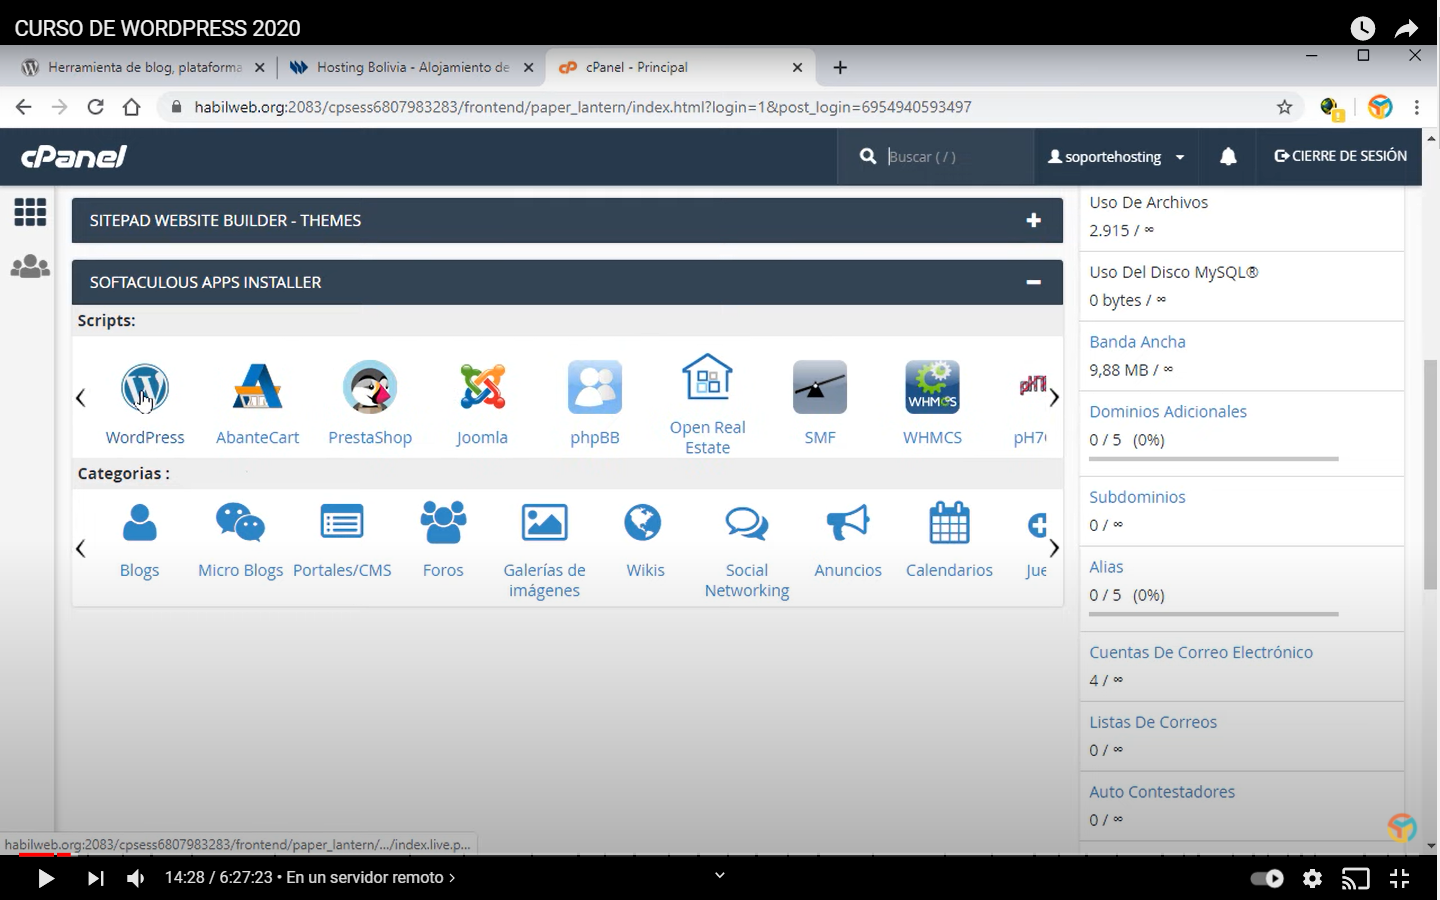 CURSO DE WORDPRESS 2020
Herramienta de blog, plataforma
Hosting Bolivia - Alojamiento de
cPanel - Principal
habilweb.org:2083/cpsess6807983283/frontend/paper_lantern/index.html?login=1&post_login=6954940593497
cPanel
Buscar ( / )
soportehosting
CIERRE DE SESIÓN
SITEPAD WEBSITE BUILDER - THEMES
SOFTACULOUS APPS INSTALLER
Scripts:
WordPress
AbanteCart
PrestaShop
Joomla
phpBB
Open Real
Estate
SMF
WHMCS
WHMCS
pH7
Categorias :
Blogs
Micro Blogs
Portales/CMS
Foros
Galerías de
imágenes
Wikis
Social
Networking
Anuncios
Calendarios
Jue
Uso De Archivos
2.915 / ∞
Uso Del Disco MySQL®
0 bytes / ∞
Banda Ancha
9,88 MB / ∞
Dominios Adicionales
0 / 5 (0%)
Subdominios
0 / ∞
Alias
0 / 5 (0%)
Cuentas De Correo Electrónico
4 / ∞
Listas De Correos
0 / ∞
Auto Contestadores
0 / ∞
habilweb.org:2083/cpsess6807983283/frontend/paper_lantern/.../index.live.p...
14:28 / 6:27:23 • En un servidor remoto ›